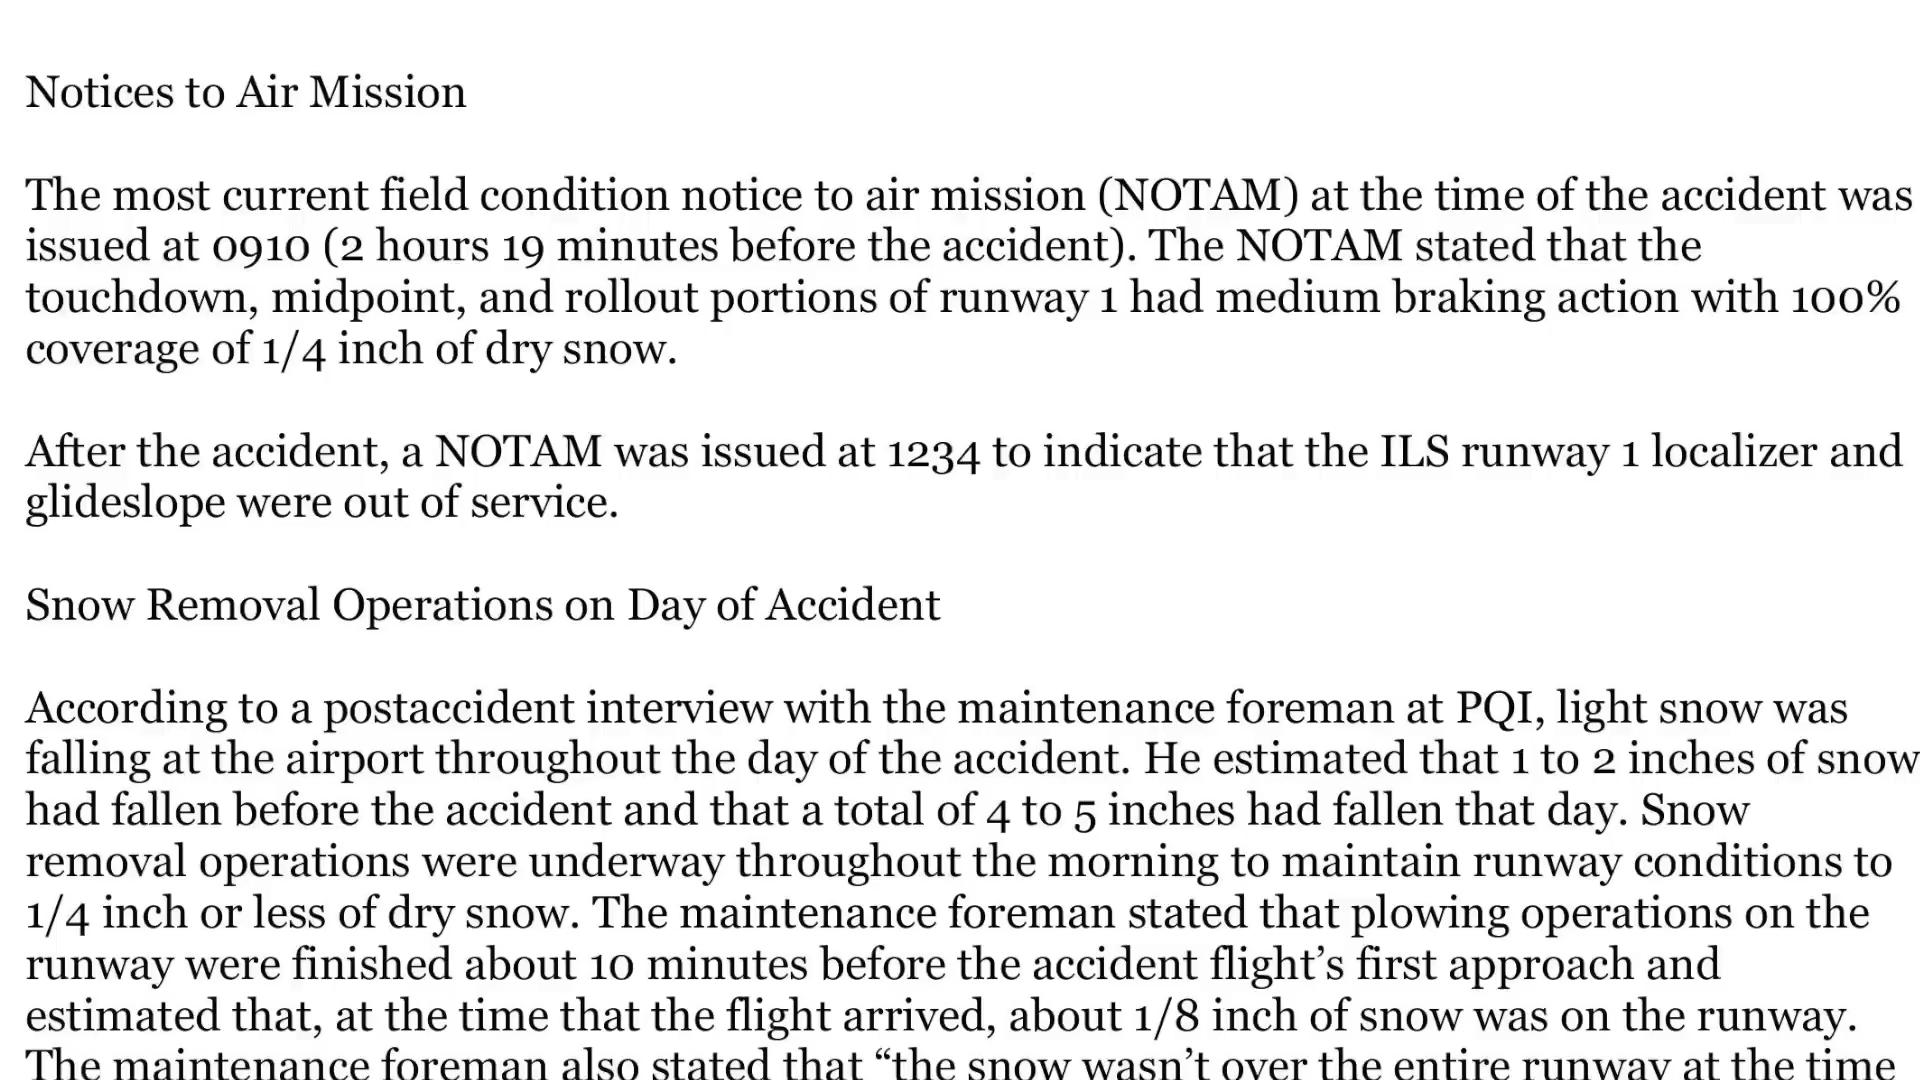 Notices to Air Mission
The most current field condition notice to air mission (NOTAM) at the time of the accident was
issued at 0910 (2 hours 19 minutes before the accident). The NOTAM stated that the
touchdown, midpoint, and rollout portions of runway 1 had medium braking action with 100%
coverage of 1/4 inch of dry snow.
After the accident, a NOTAM was issued at 1234 to indicate that the ILS runway 1 localizer and
glideslope were out of service.
Snow Removal Operations on Day of Accident
According to a postaccident interview with the maintenance foreman at PQI, light snow was
falling at the airport throughout the day of the accident. He estimated that 1 to 2 inches of snow
had fallen before the accident and that a total of 4 to 5 inches had fallen that day. Snow
removal operations were underway throughout the morning to maintain runway conditions to
1/4 inch or less of dry snow. The maintenance foreman stated that plowing operations on the
runway were finished about 10 minutes before the accident flight’s first approach and
estimated that, at the time that the flight arrived, about 1/8 inch of snow was on the runway.
The maintenance foreman also stated that “the snow wasn’t over the entire runway at the time